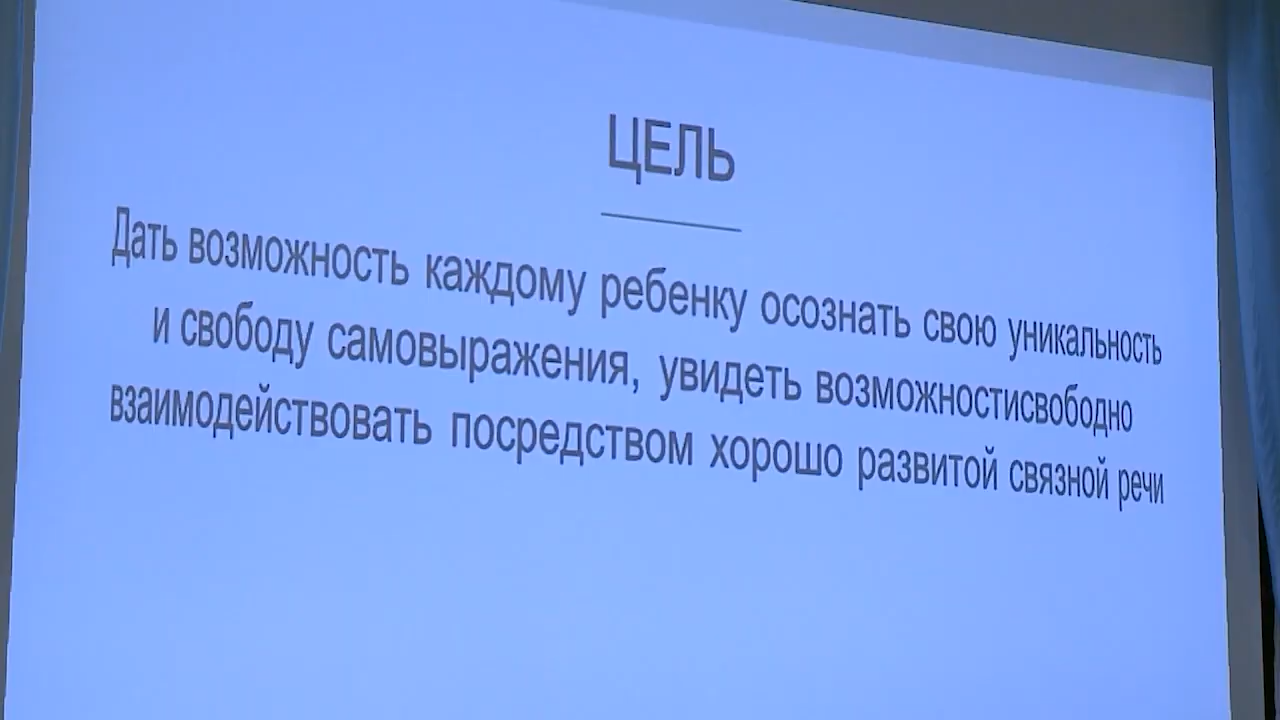 ЦЕЛЬ
Дать возможность каждому ребенку осознать свою уникальность
и свободу самовыражения, увидеть возможностисвободно
взаимодействовать посредством хорошо развитой связной речи